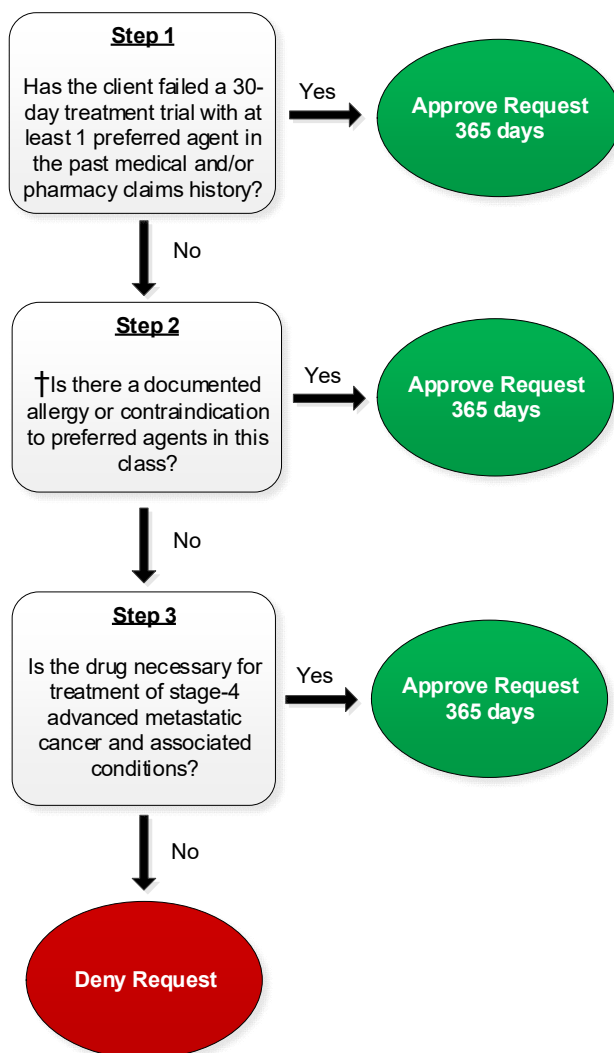 Step 1
Has the client failed a 30-
day treatment trial with at
least 1 preferred agent in
the past medical and/or
pharmacy claims history?
Yes
Approve Request
365 days
No
Step 2
†Is there a documented
allergy or contraindication
to preferred agents in this
class?
Yes
Approve Request
365 days
No
Step 3
Is the drug necessary for
treatment of stage-4
advanced metastatic
cancer and associated
conditions?
Yes
Approve Request
365 days
No
Deny Request